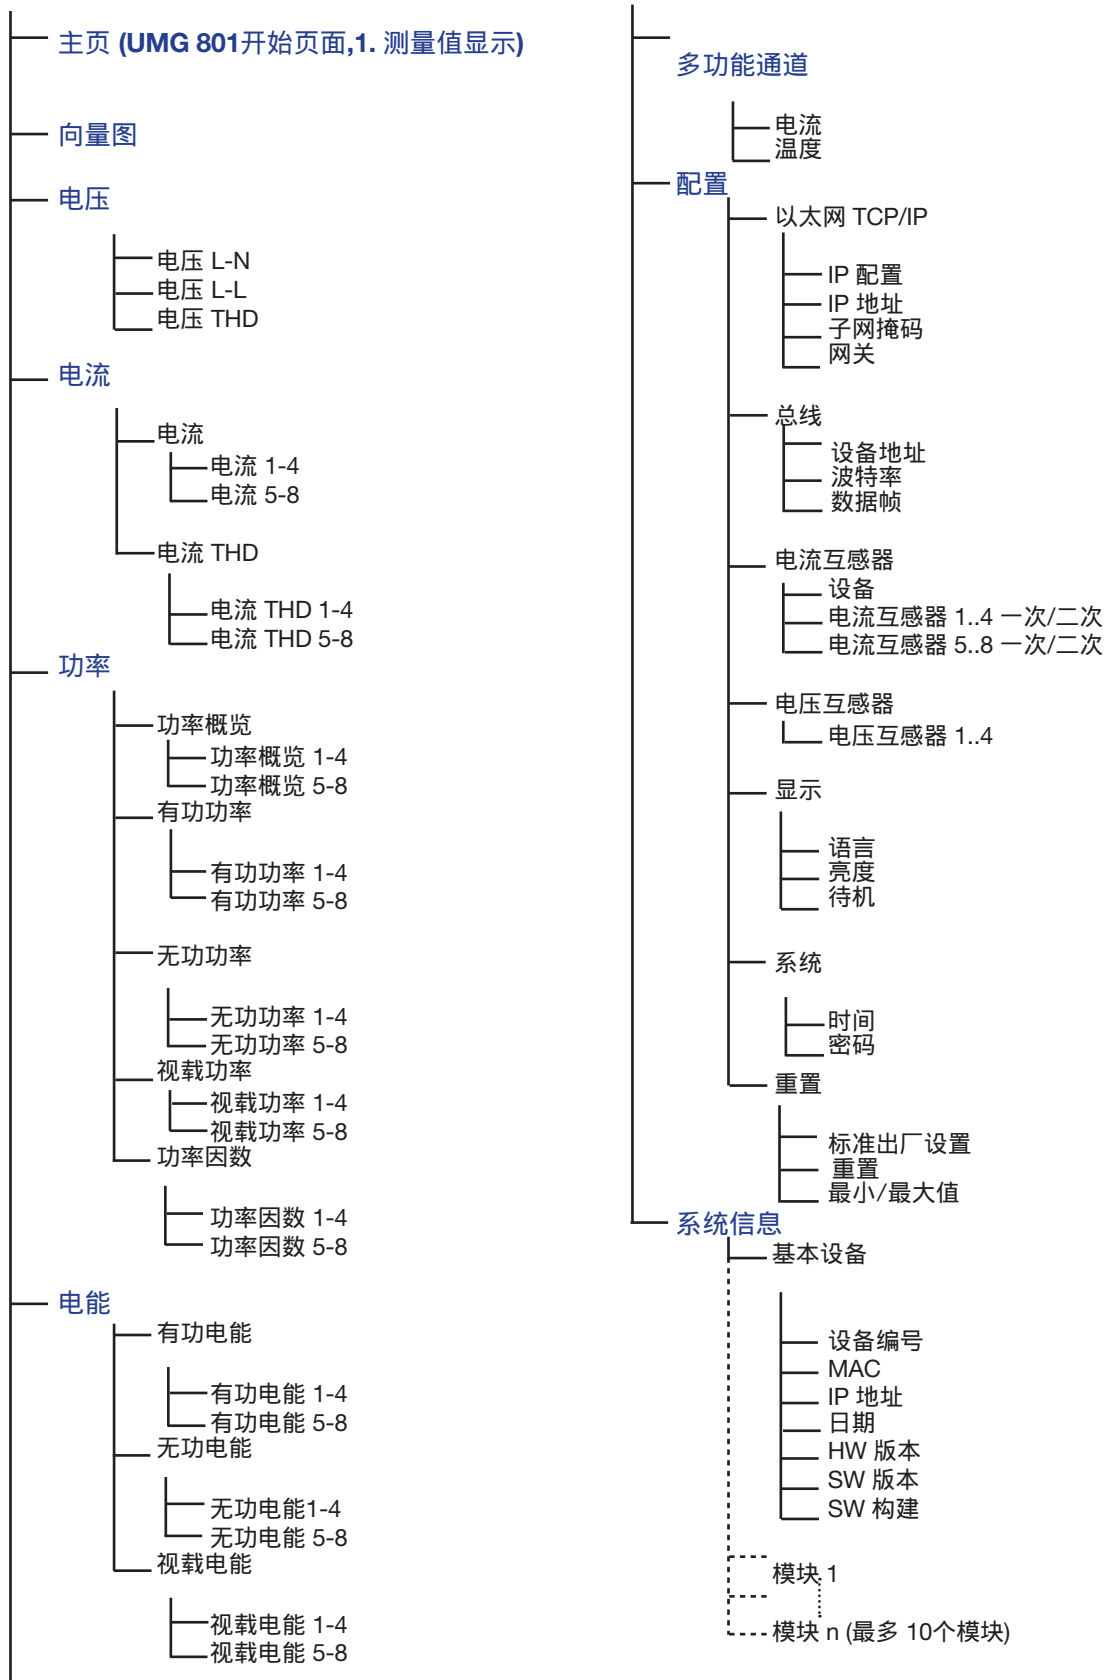 主页 (UMG 801开始页面,1. 测量值显示)
向量图
电压
电压 L-N
电压 L-L
电压 THD
电流
电流
电流 1-4
电流 5-8
电流 THD
电流 THD 1-4
电流 THD 5-8
功率
功率概览
功率概览 1-4
功率概览 5-8
有功功率
有功功率 1-4
有功功率 5-8
无功功率
无功功率 1-4
无功功率 5-8
视载功率
视载功率 1-4
视载功率 5-8
功率因数
功率因数 1-4
功率因数 5-8
电能
有功电能
有功电能 1-4
有功电能 5-8
无功电能
无功电能1-4
无功电能 5-8
视载电能
视载电能 1-4
视载电能 5-8
多功能通道
电流
温度
配置
以太网 TCP/IP
IP 配置
IP 地址
子网掩码
网关
总线
设备地址
波特率
数据帧
电流互感器
设备
电流互感器 1..4 一次/二次
电流互感器 5..8 一次/二次
电压互感器
电压互感器 1..4
显示
语言
亮度
待机
系统
时间
密码
重置
标准出厂设置
重置
最小/最大值
系统信息
基本设备
设备编号
MAC
IP 地址
日期
HW 版本
SW 版本
SW 构建
模块 1
模块 n (最多 10个模块)